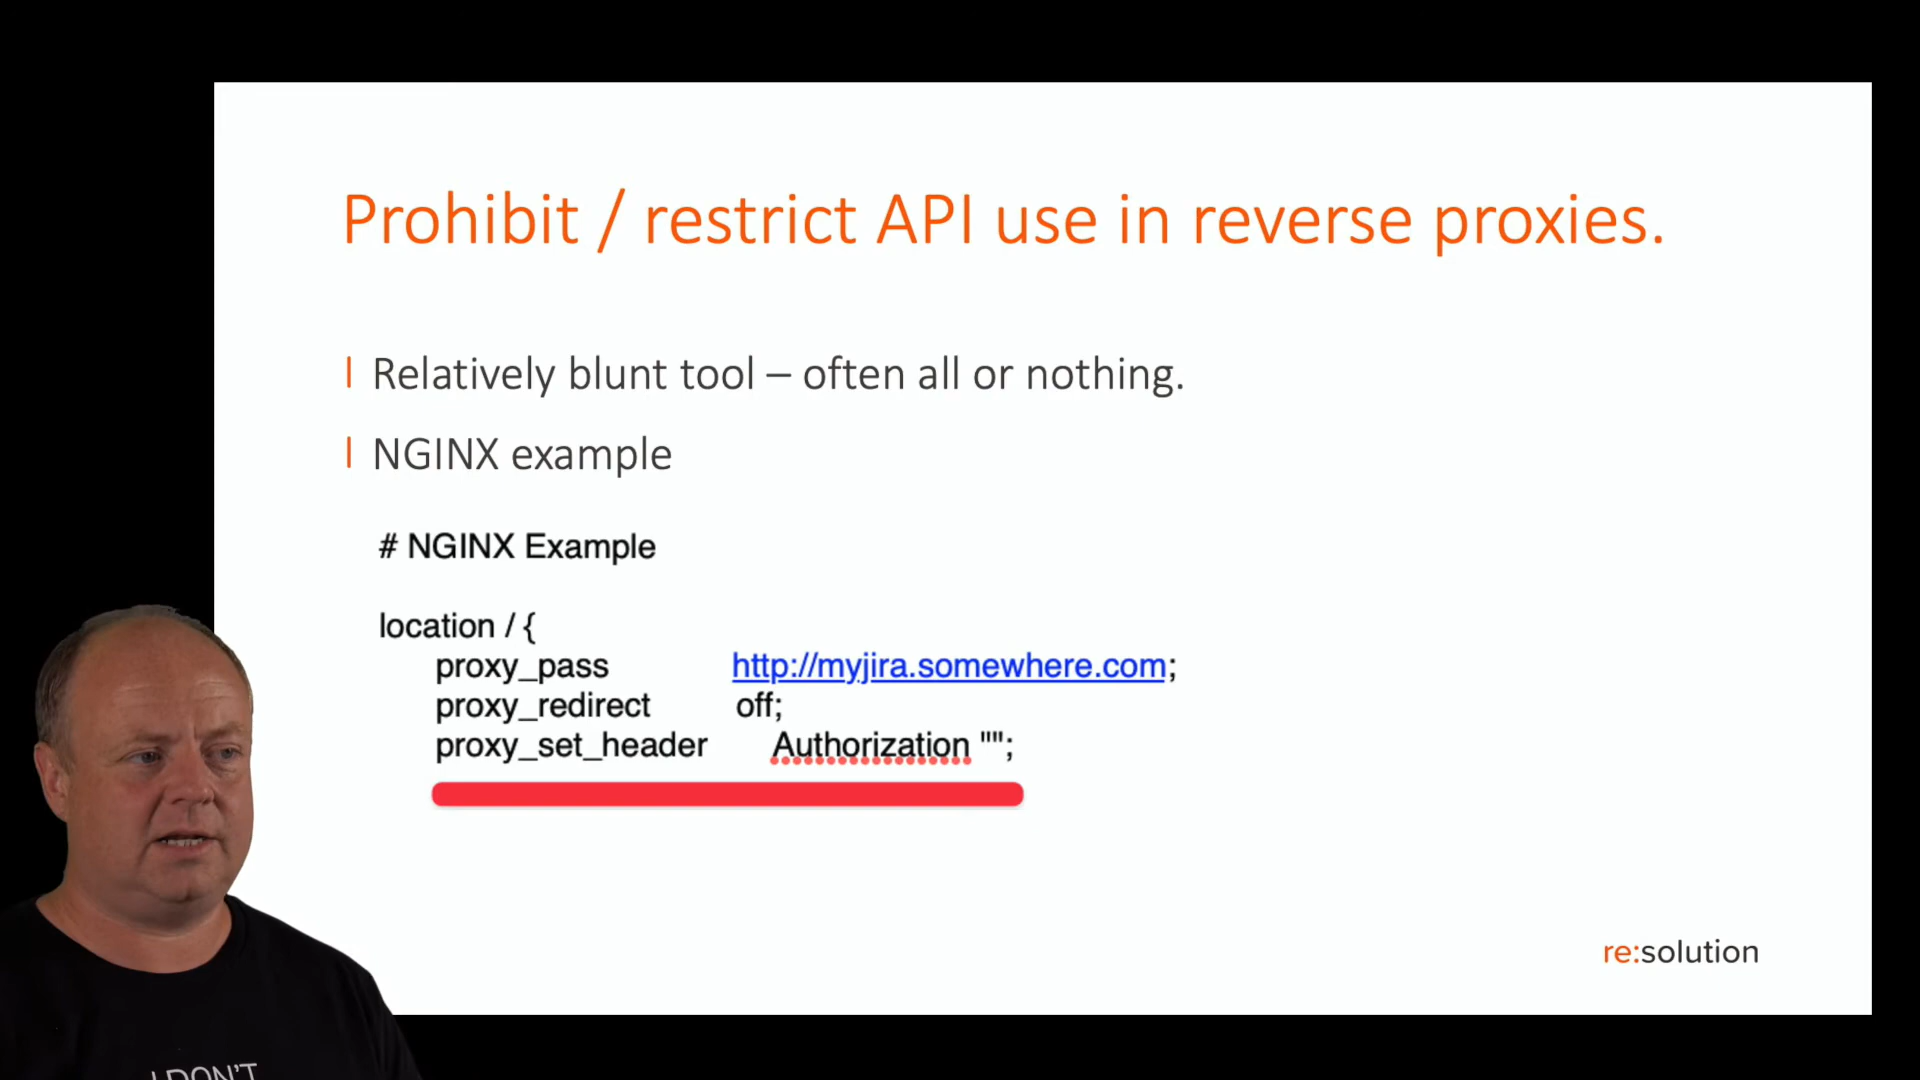 Prohibit / restrict API use in reverse proxies.
Relatively blunt tool – often all or nothing.
NGINX example
# NGINX Example
location / {
proxy_pass http://myjira.somewhere.com;
proxy_redirect off;
proxy_set_header Authorization "";
re:solution
I DON'T